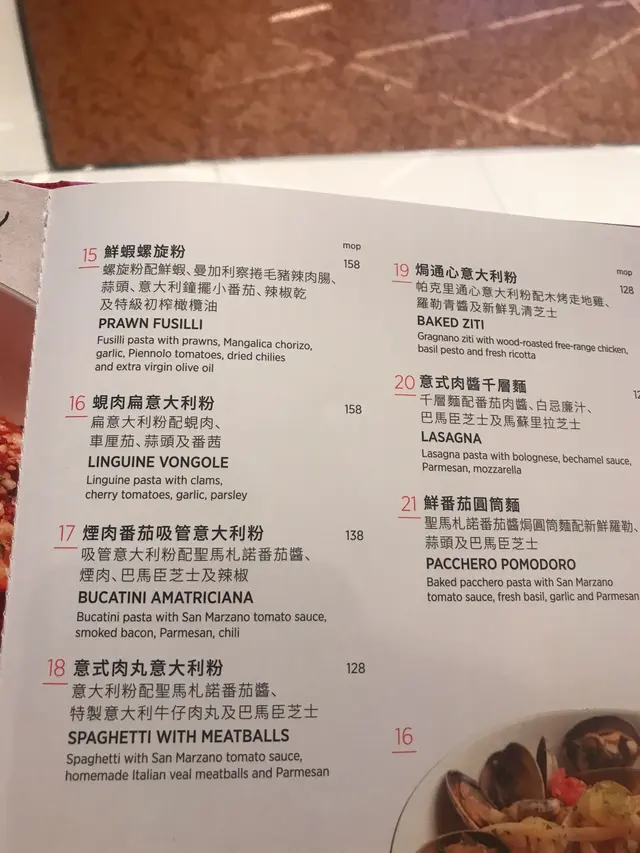 mop
15 鮮蝦螺旋粉
158
螺旋粉配鮮蝦、曼加利察捲毛豬辣肉腸、
蒜頭、意大利鐘擺小番茄、辣椒乾
及特級初榨橄欖油
PRAWN FUSILLI
Fusilli pasta with prawns, Mangalica chorizo,
garlic, Piennolo tomatoes, dried chilies
and extra virgin olive oil
16 蜆肉扁意大利粉
158
扁意大利粉配蜆肉、
車厘茄、蒜頭及番茜
LINGUINE VONGOLE
Linguine pasta with clams,
cherry tomatoes, garlic, parsley
17 煙肉番茄吸管意大利粉
138
吸管意大利粉配聖馬札諾番茄醬、
煙肉、巴馬臣芝士及辣椒
BUCATINI AMATRICIANA
Bucatini pasta with San Marzano tomato sauce,
smoked bacon, Parmesan, chili
18 意式肉丸意大利粉
128
意大利粉配聖馬札諾番茄醬、
特製意大利牛仔肉丸及巴馬臣芝士
SPAGHETTI WITH MEATBALLS
Spaghetti with San Marzano tomato sauce,
homemade Italian veal meatballs and Parmesan
mop
19 焗通心意大利粉
128
帕克里通心意大利粉配木烤走地雞、
羅勒青醬及新鮮乳清芝士
BAKED ZITI
Gragnano ziti with wood-roasted free-range chicken,
basil pesto and fresh ricotta
20 意式肉醬千層麵
千層麵配番茄肉醬、白忌廉汁、
巴馬臣芝士及馬蘇里拉芝士
LASAGNA
Lasagna pasta with bolognese, bechamel sauce,
Parmesan, mozzarella
21 鮮番茄圓筒麵
聖馬札諾番茄醬焗圓筒麵配新鮮羅勒、
蒜頭及巴馬臣芝士
PACCHERO POMODORO
Baked pacchero pasta with San Marzano
tomato sauce, fresh basil, garlic and Parmesan
16